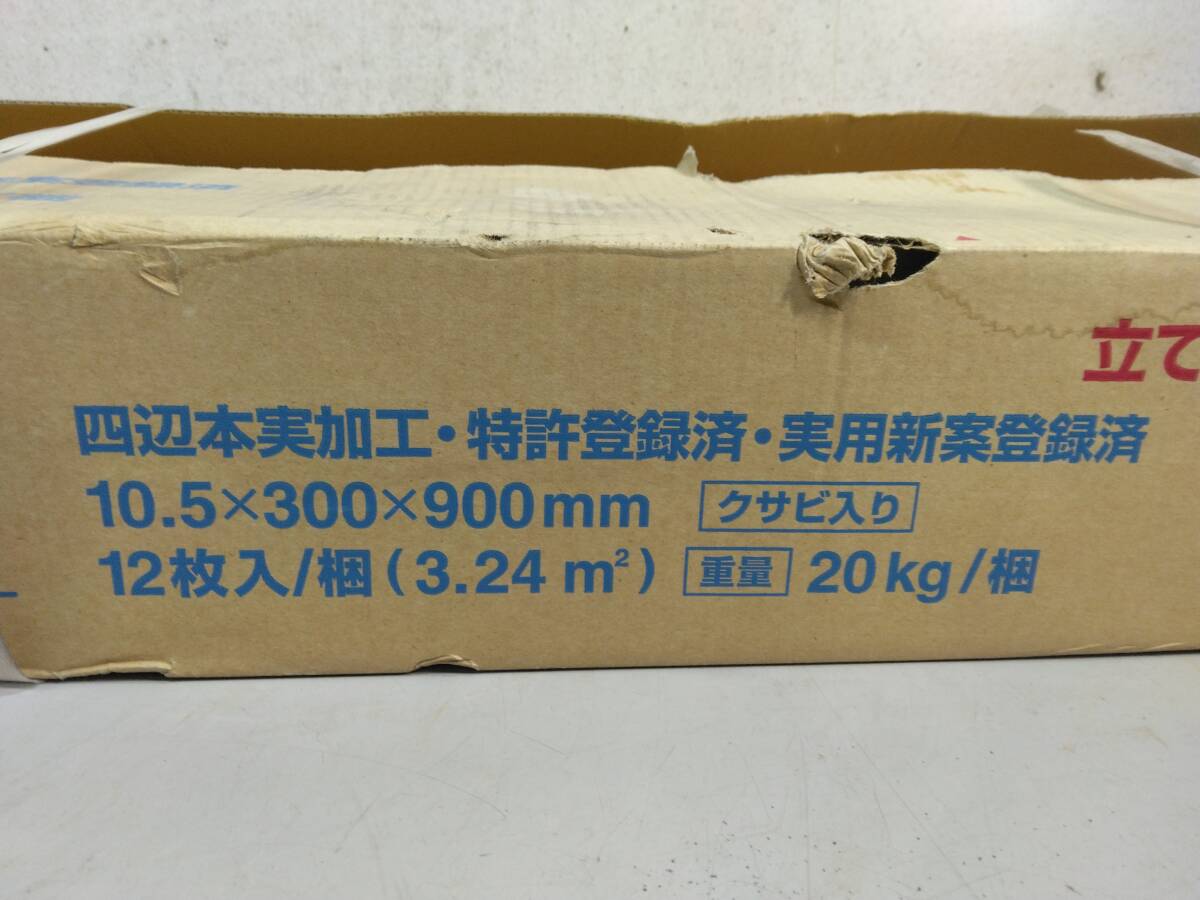 立て
四辺本実加工・特許登録済・実用新案登録済
10.5×300×900mm クサビ入り
12枚入/梱(3.24㎡) 重量 20kg/梱